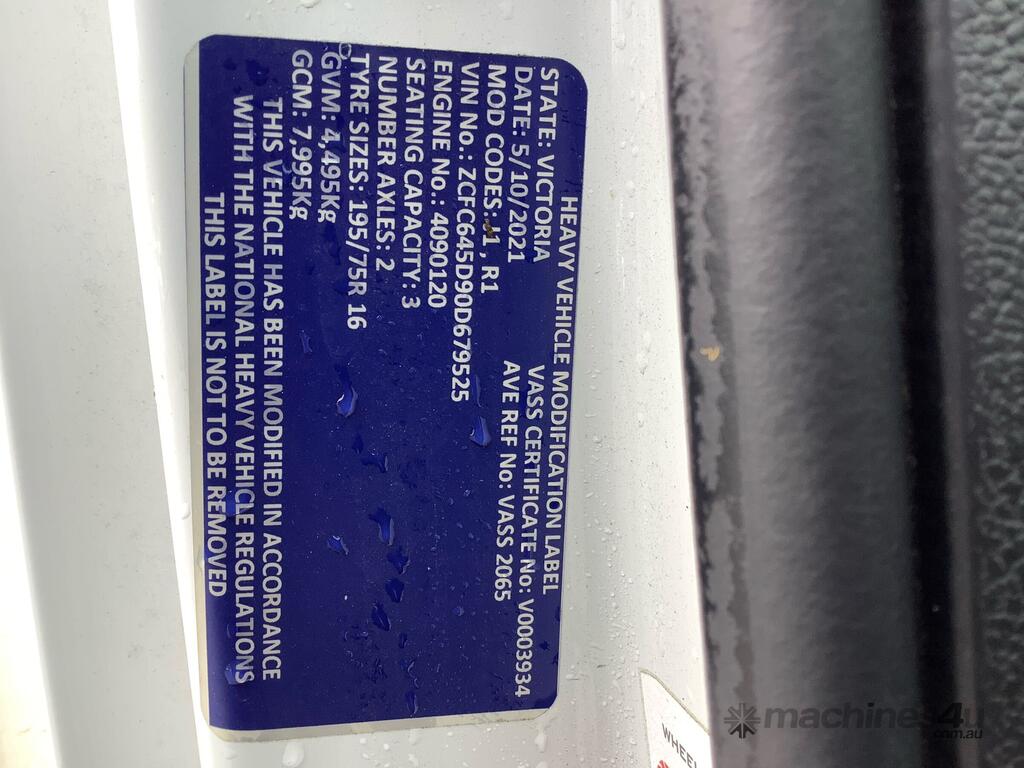 HEAVY VEHICLE MODIFICATION LABEL
STATE: VICTORIA VASS CERTIFICATE No: V0003934
DATE: 5/10/2021 AVE REF No: VASS 2065
MOD CODES: 1, R1
VIN No.: ZCFC645D90D679525
ENGINE No.: 4090120
SEATING CAPACITY: 3
NUMBER AXLES: 2
TYRE SIZES: 195/75R 16
GVM: 4,495Kg
GCM: 7,995Kg
THIS VEHICLE HAS BEEN MODIFIED IN ACCORDANCE
WITH THE NATIONAL HEAVY VEHICLE REGULATIONS
THIS LABEL IS NOT TO BE REMOVED
WHEEL
machines4u
.com.au